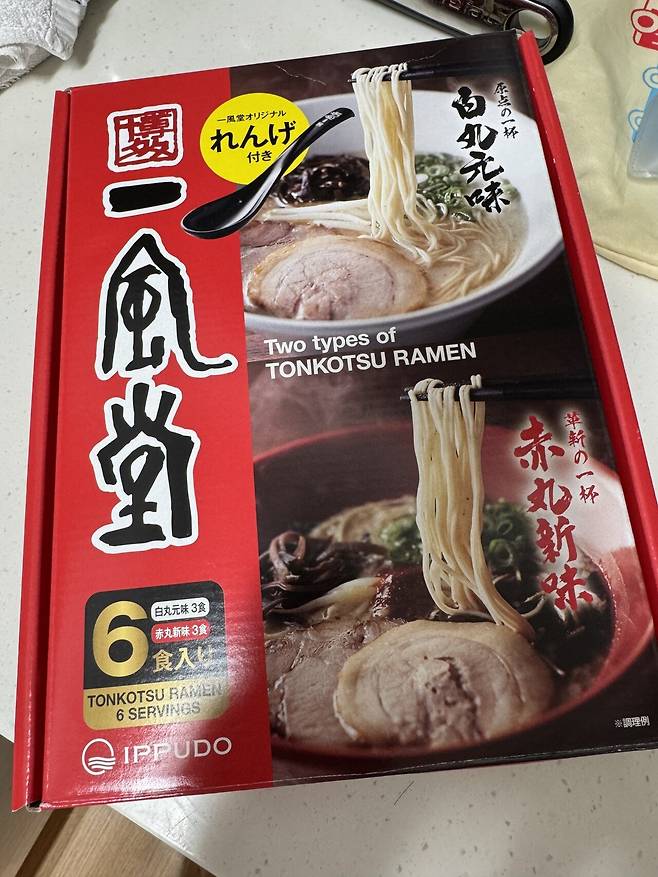 博多
一風堂
一風堂オリジナル
れんげ
付き
原点の一杯
白丸元味
Two types of
TONKOTSU RAMEN
革新の一杯
赤丸新味
6
白丸元味 3食
赤丸新味 3食
食入り
TONKOTSU RAMEN
6 SERVINGS
IPPUDO
※調理例